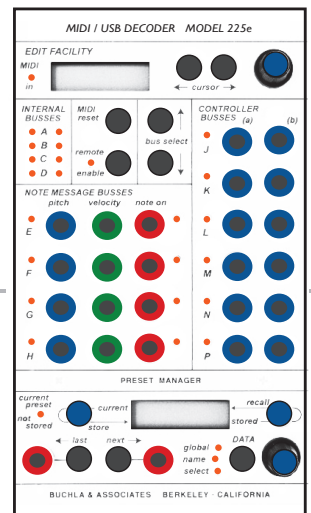 MIDI / USB DECODER MODEL 225e
EDIT FACILITY
MIDI
in
cursor
INTERNAL
BUSSES
A
B
C
D
MIDI
reset
remote
enable
bus select
CONTROLLER
BUSSES (a) (b)
J
K
L
M
N
P
NOTE MESSAGE BUSSES
pitch velocity note on
E
F
G
H
PRESET MANAGER
current
preset
not
stored
current
store
recall
stored
last next
global
name
select
DATA
BUCHLA & ASSOCIATES BERKELEY · CALIFORNIA